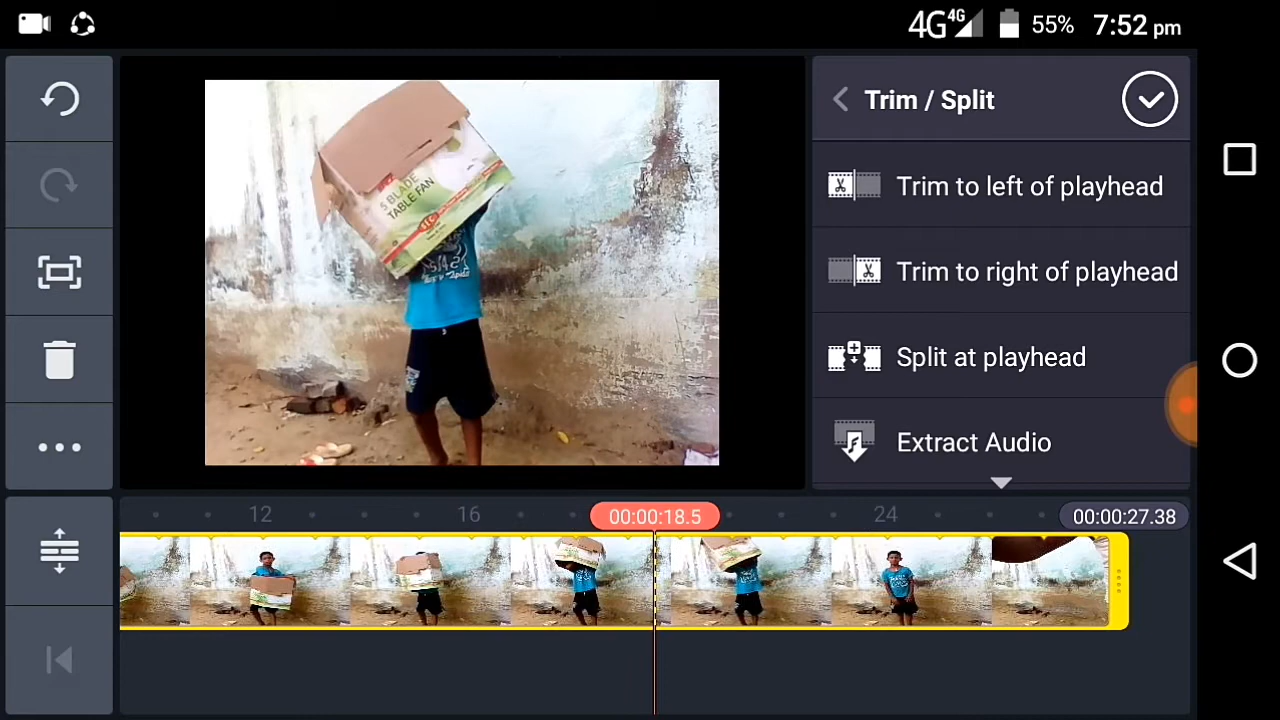 4G 4G 55% 7:52 pm
Trim / Split
Trim to left of playhead
Trim to right of playhead
Split at playhead
Extract Audio
5 BLADE
TABLE FAN
12 16 00:00:18.5 24 00:00:27.38